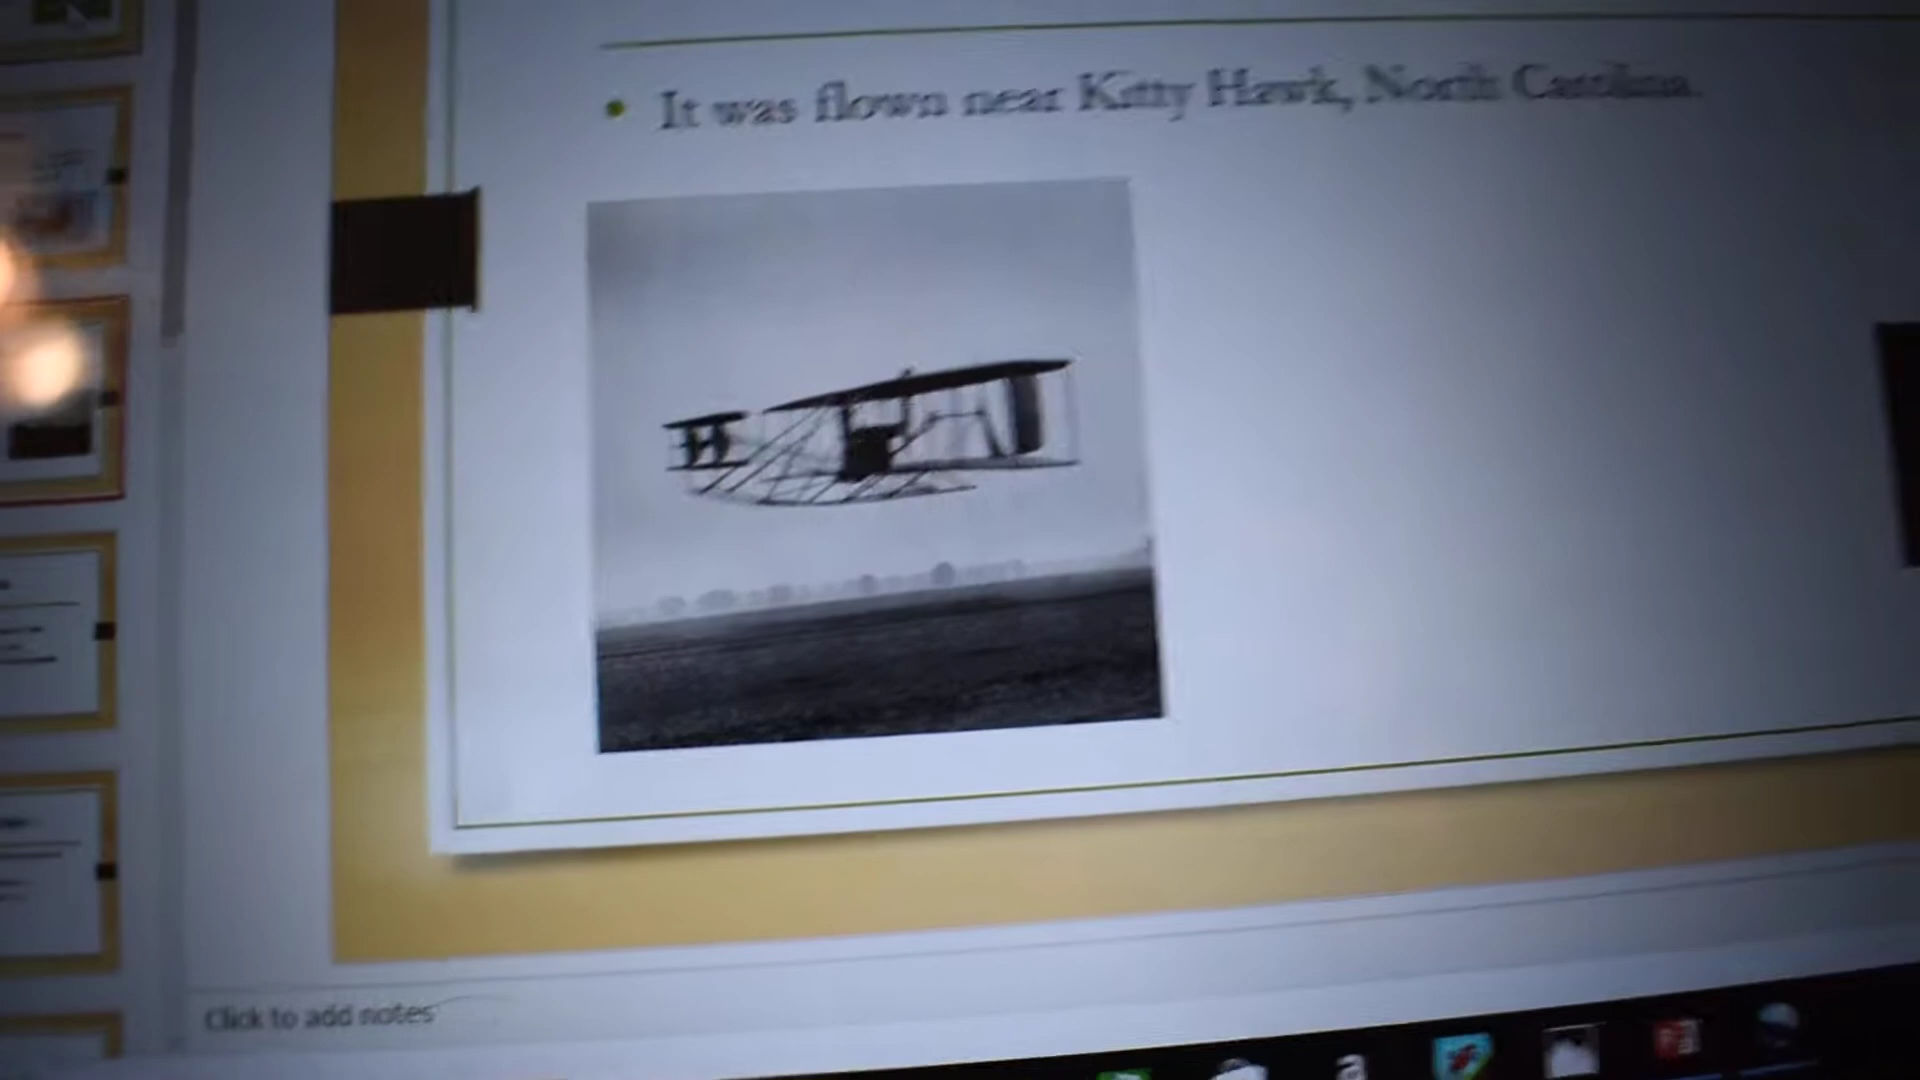 It was flown near Kitty Hawk, North Carolina.
Click to add notes